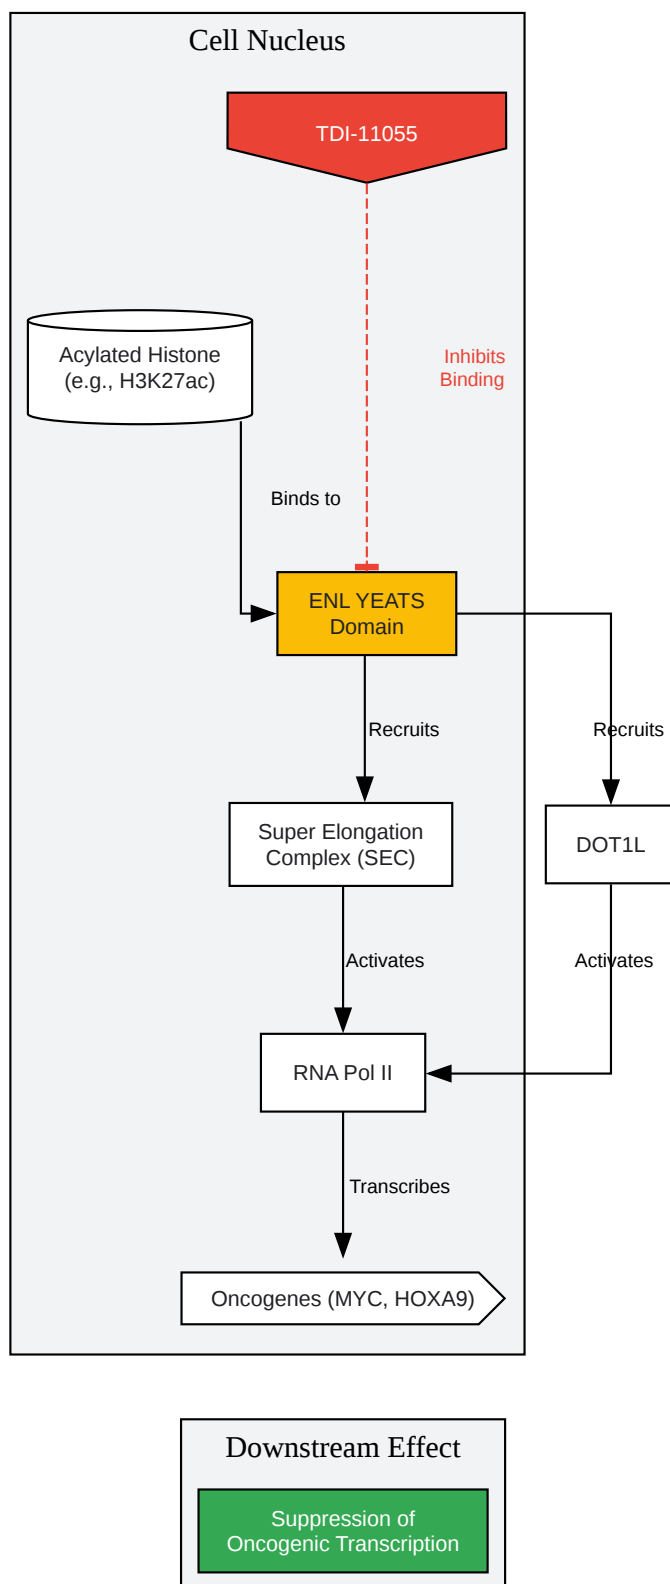 Cell Nucleus
TDI-11055
Acylated Histone
(e.g., H3K27ac)
Inhibits
Binding
Binds to
ENL YEATS
Domain
Recruits
Recruits
Super Elongation
Complex (SEC)
DOT1L
Activates
Activates
RNA Pol II
Transcribes
Oncogenes (MYC, HOXA9)
Downstream Effect
Suppression of
Oncogenic Transcription